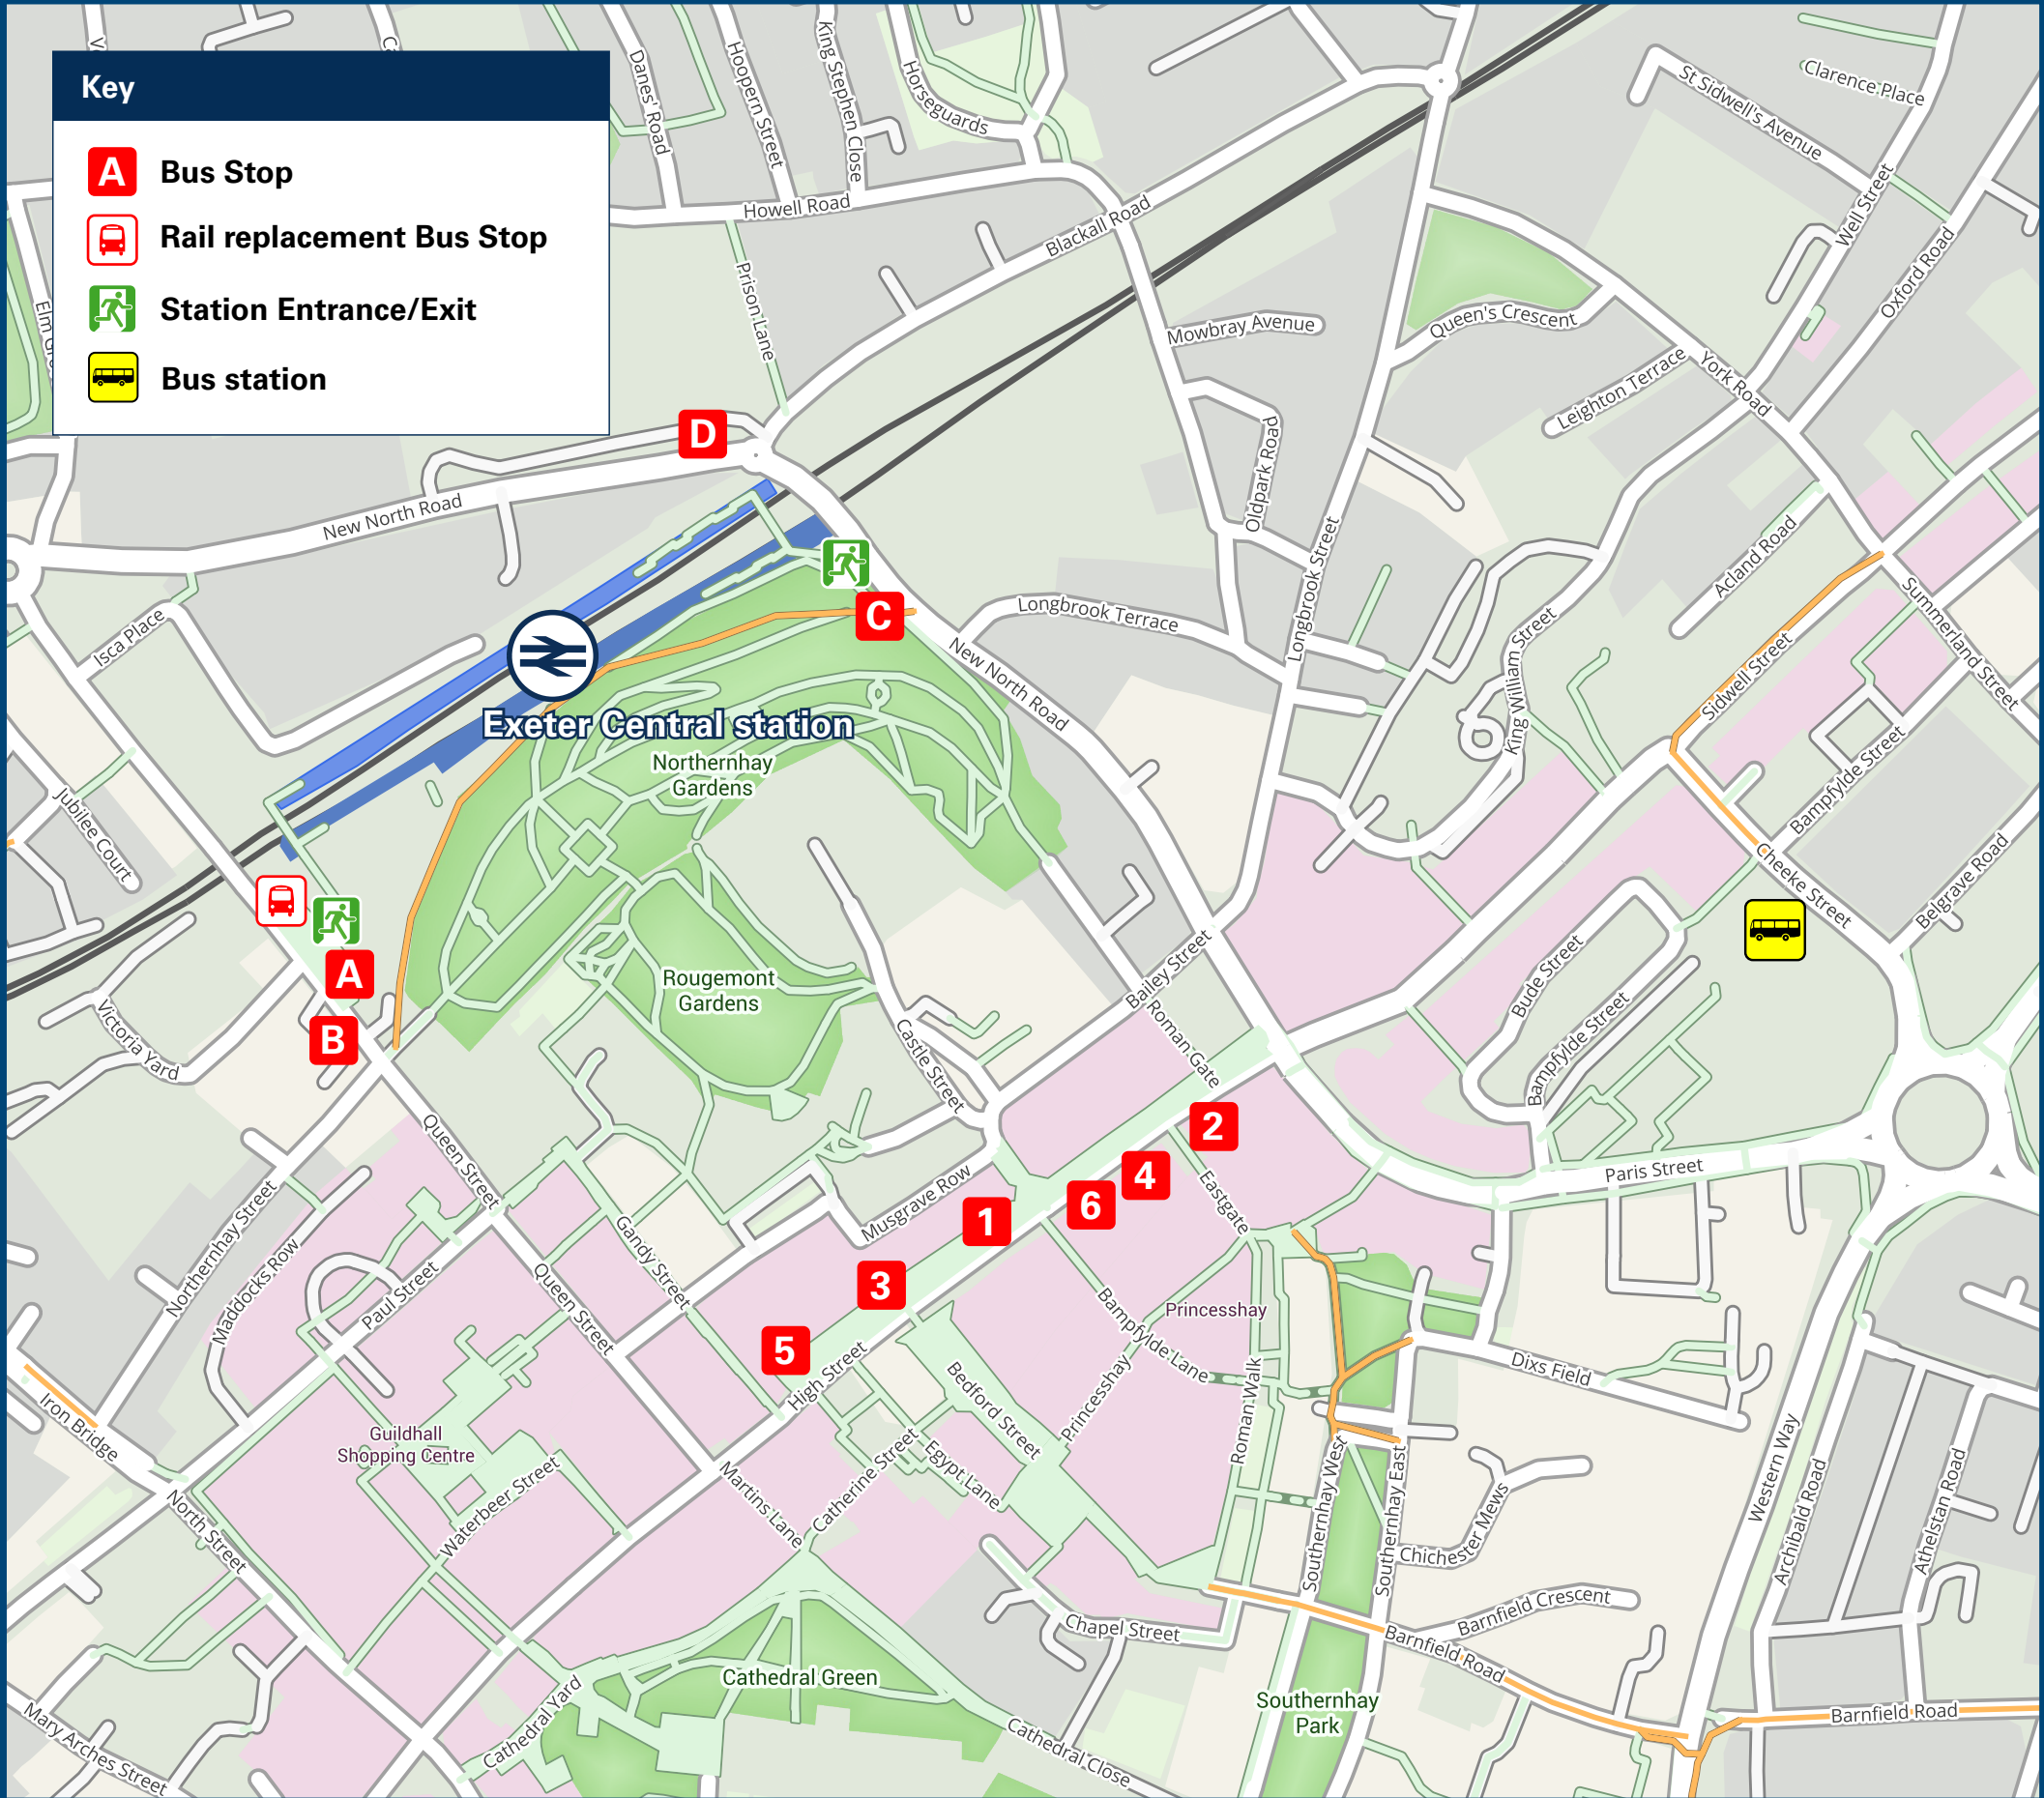 Key
A
Bus Stop
Rail replacement Bus Stop
Station Entrance/Exit
Bus station
Danes' Road
Hoopern Street
King Stephen Close
Horseguards
Howell Road
Blackall Road
Prison Lane
St Sidwell's Avenue
Clarence Place
Well Street
Oxford Road
Mowbray Avenue
Queen's Crescent
Leighton Terrace
York Road
Oldpark Road
D
New North Road
Isca Place
C
Longbrook Terrace
Longbrook Street
New North Road
Acland Road
Summerland Street
Sidwell Street
King William Street
Exeter Central station
Northernhay
Gardens
Bampfylde Street
Cheeke Street
Belgrave Road
Jubilee Court
Rougemont
Gardens
A
B
Victoria Yard
Castle Street
Bailey Street
Roman Gate
Bude Street
Bampfylde Street
Queen Street
Paris Street
2
4
6
1
3
5
Eastgate
Musgrave Row
Gandy Street
Northernhay Street
Maddocks Row
Paul Street
Queen Street
High Street
Princesshay
Bampfylde Lane
Princesshay
Roman Walk
Bedford Street
Dixs Field
Iron Bridge
Guildhall
Shopping Centre
Waterbeer Street
Martins Lane
Catherine Street
Egypt Lane
North Street
Southernhay West
Southernhay East
Chichester Mews
Western Way
Archibald Road
Athelstan Road
Chapel Street
Barnfield Crescent
Barnfield Road
Barnfield Road
Cathedral Green
Southernhay
Park
Cathedral Yard
Cathedral Close
Mary Arches Street